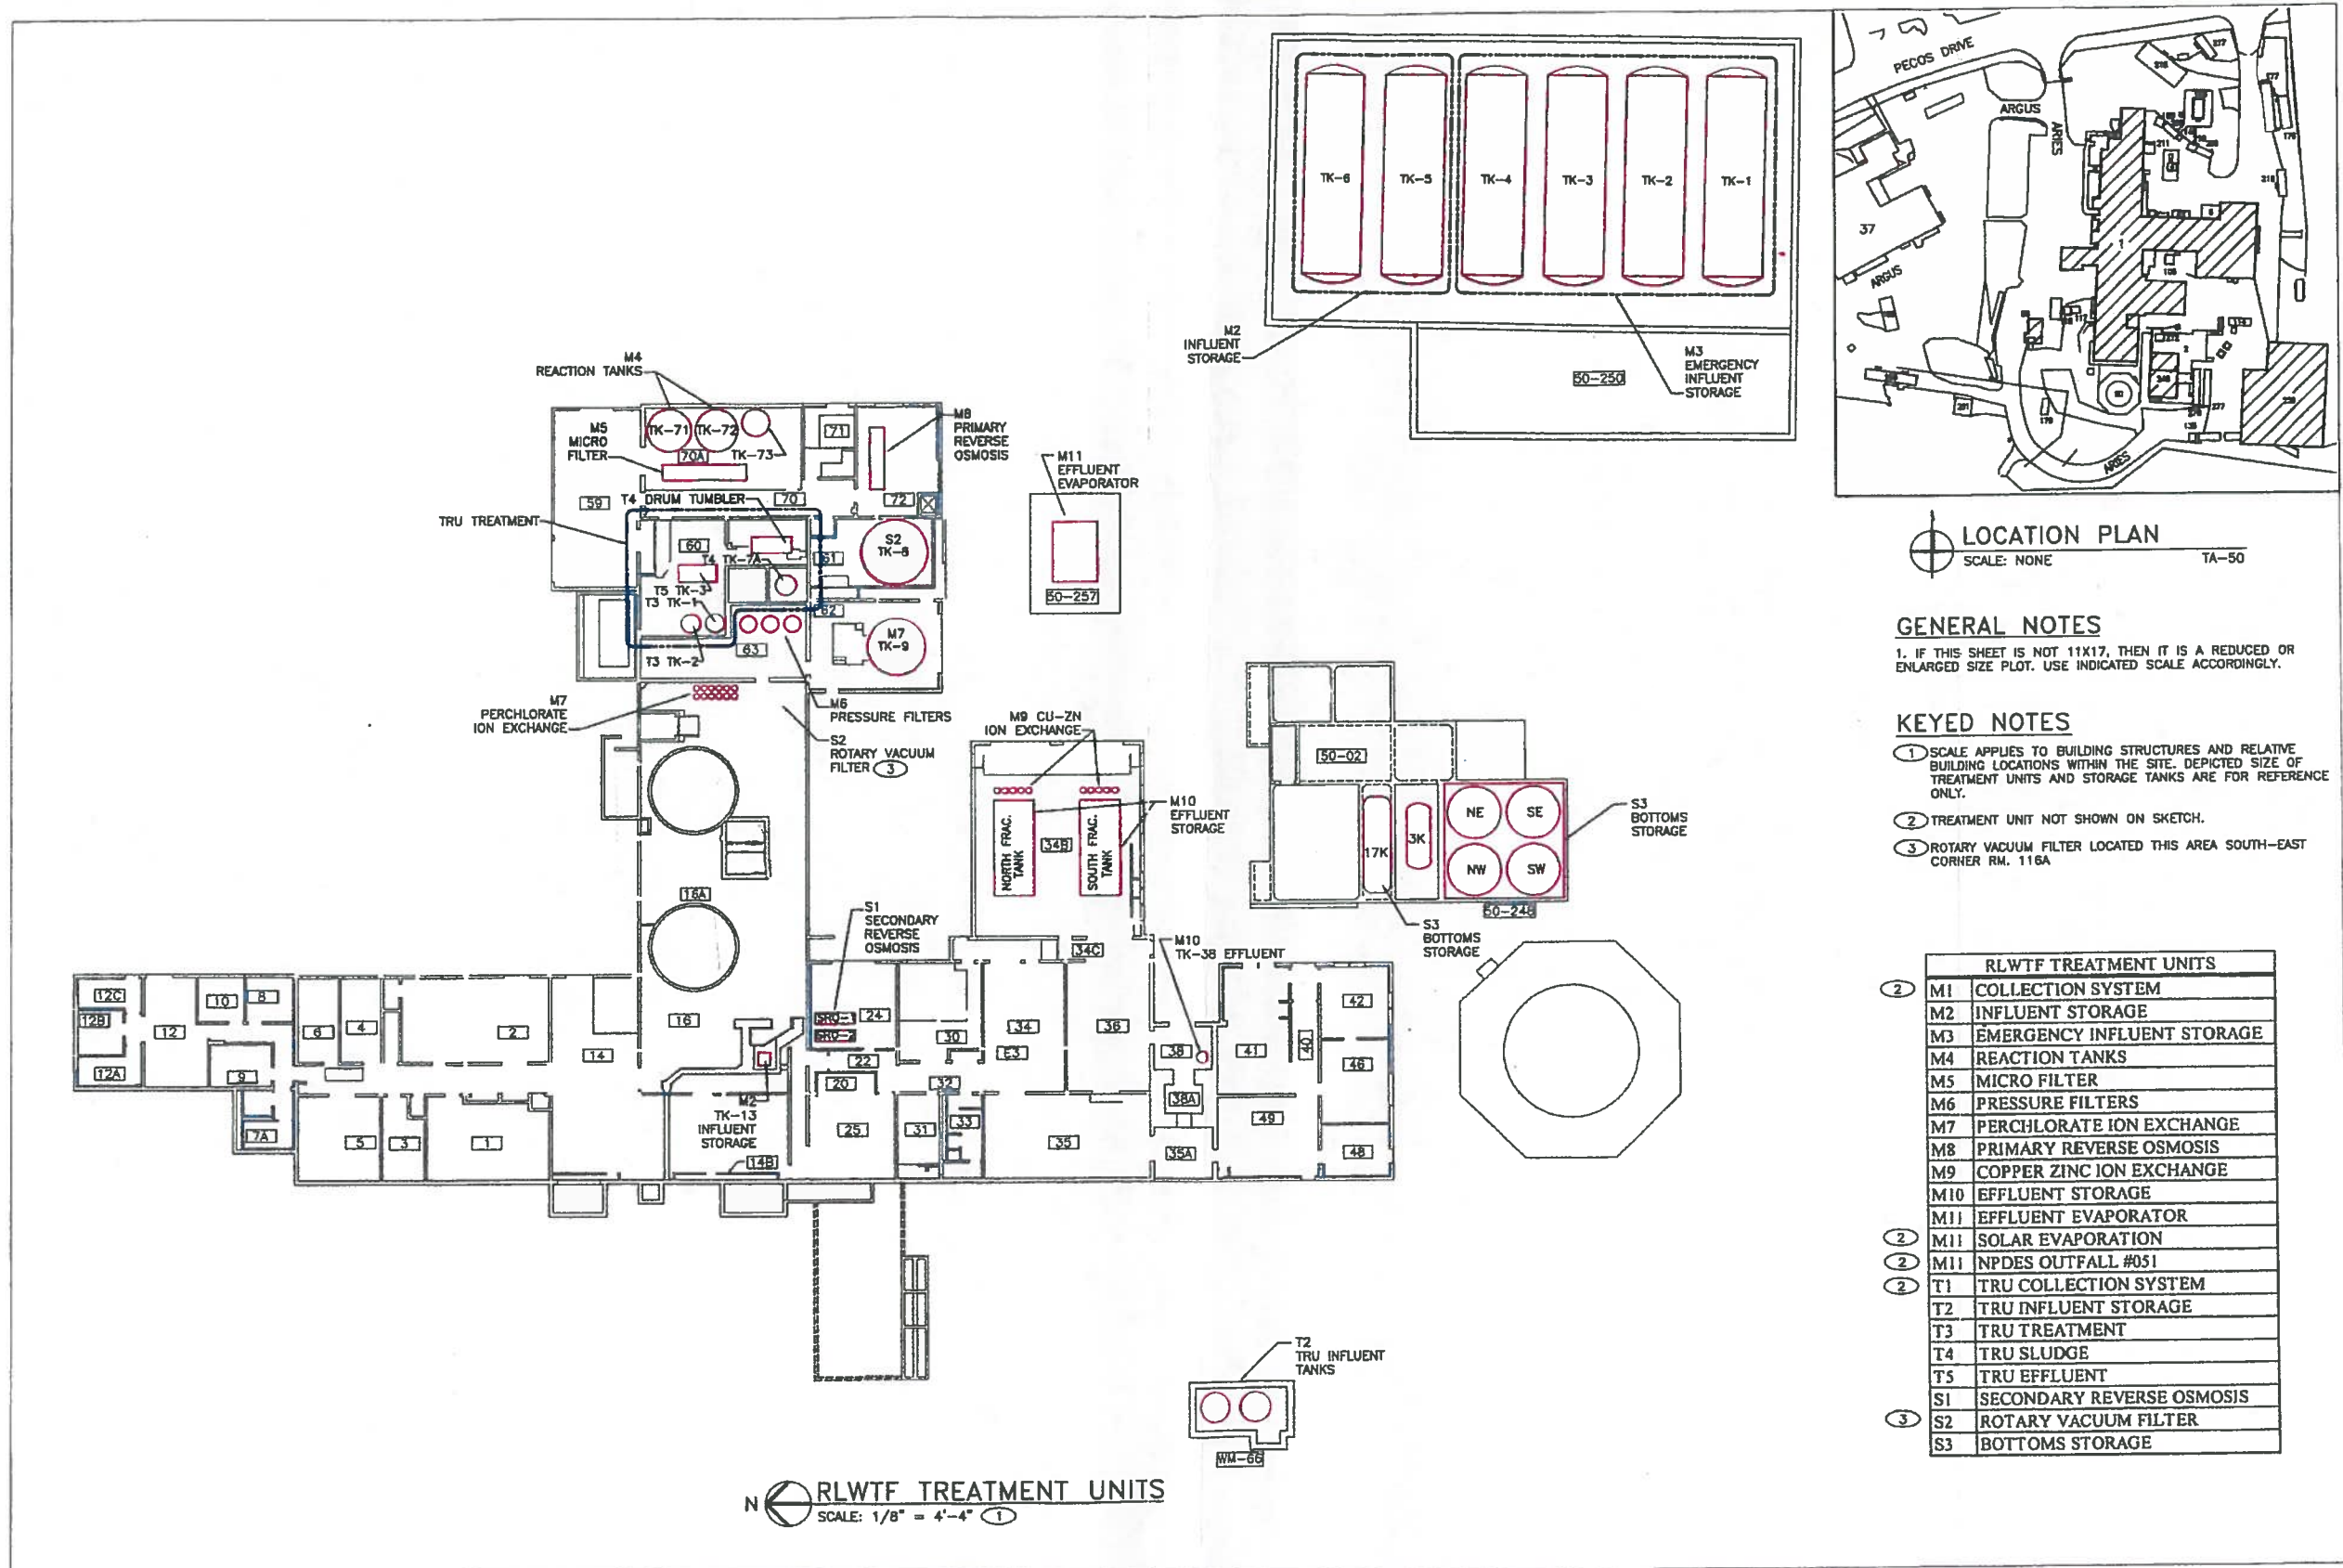 TK-6
TK-5
TK-4
TK-3
TK-2
TK-1
M2
INFLUENT
STORAGE
M3
EMERGENCY
INFLUENT
STORAGE
50-250
PECOS DRIVE
ARGUS
ARIES
37
ARGUS
1
ARIES
LOCATION PLAN
SCALE: NONE
TA-50
GENERAL NOTES
1. IF THIS SHEET IS NOT 11X17, THEN IT IS A REDUCED OR
ENLARGED SIZE PLOT. USE INDICATED SCALE ACCORDINGLY.
KEYED NOTES
1 SCALE APPLIES TO BUILDING STRUCTURES AND RELATIVE
BUILDING LOCATIONS WITHIN THE SITE. DEPICTED SIZE OF
TREATMENT UNITS AND STORAGE TANKS ARE FOR REFERENCE
ONLY.
2 TREATMENT UNIT NOT SHOWN ON SKETCH.
3 ROTARY VACUUM FILTER LOCATED THIS AREA SOUTH-EAST
CORNER RM. 116A
M4
REACTION TANKS
M5
MICRO
FILTER
TK-71
TK-72
70A
TK-73
71
M8
PRIMARY
REVERSE
OSMOSIS
59
T4 DRUM TUMBLER
70
72
TRU TREATMENT
60
T4 TK-7A
61
S2
TK-8
T5 TK-3
T3 TK-1
62
M7
TK-9
T3 TK-2
63
M11
EFFLUENT
EVAPORATOR
50-257
M7
PERCHLORATE
ION EXCHANGE
M6
PRESSURE FILTERS
S2
ROTARY VACUUM
FILTER 3
M9 CU-ZN
ION EXCHANGE
M10
EFFLUENT
STORAGE
NORTH FRAC.
TANK
34B
SOUTH FRAC.
TANK
50-02
17K
3K
NE
SE
NW
SW
S3
BOTTOMS
STORAGE
50-248
S3
BOTTOMS
STORAGE
16A
S1
SECONDARY
REVERSE
OSMOSIS
34C
M10
TK-38 EFFLUENT
12C
12B
12
12A
10
8
9
7A
6
4
2
14
16
5
3
1
SRO-1
SRO-2
24
22
20
25
30
32
31
33
34
E3
36
35
38
38A
35A
41
40
42
46
49
48
M2
TK-13
INFLUENT
STORAGE
14B
T2
TRU INFLUENT
TANKS
WM-66
N
RLWTF TREATMENT UNITS
SCALE: 1/8" = 4'-4" 1
RLWTF TREATMENT UNITS
2 M1 COLLECTION SYSTEM
M2 INFLUENT STORAGE
M3 EMERGENCY INFLUENT STORAGE
M4 REACTION TANKS
M5 MICRO FILTER
M6 PRESSURE FILTERS
M7 PERCHLORATE ION EXCHANGE
M8 PRIMARY REVERSE OSMOSIS
M9 COPPER ZINC ION EXCHANGE
M10 EFFLUENT STORAGE
M11 EFFLUENT EVAPORATOR
2 M11 SOLAR EVAPORATION
2 M11 NPDES OUTFALL #051
2 T1 TRU COLLECTION SYSTEM
T2 TRU INFLUENT STORAGE
T3 TRU TREATMENT
T4 TRU SLUDGE
T5 TRU EFFLUENT
S1 SECONDARY REVERSE OSMOSIS
3 S2 ROTARY VACUUM FILTER
S3 BOTTOMS STORAGE